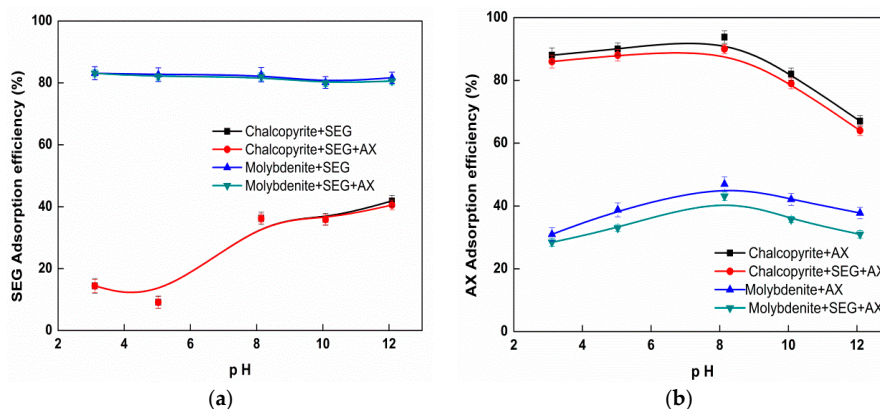 100
80
60
40
20
0
SEG Adsorption efficiency (%)
Chalcopyrite+SEG
Chalcopyrite+SEG+AX
Molybdenite+SEG
Molybdenite+SEG+AX
2 4 6 8 10 12
p H
(a)
100
80
60
40
20
0
AX Adsorption efficiency (%)
Chalcopyrite+AX
Chalcopyrite+SEG+AX
Molybdenite+AX
Molybdenite+SEG+AX
2 4 6 8 10 12
p H
(b)